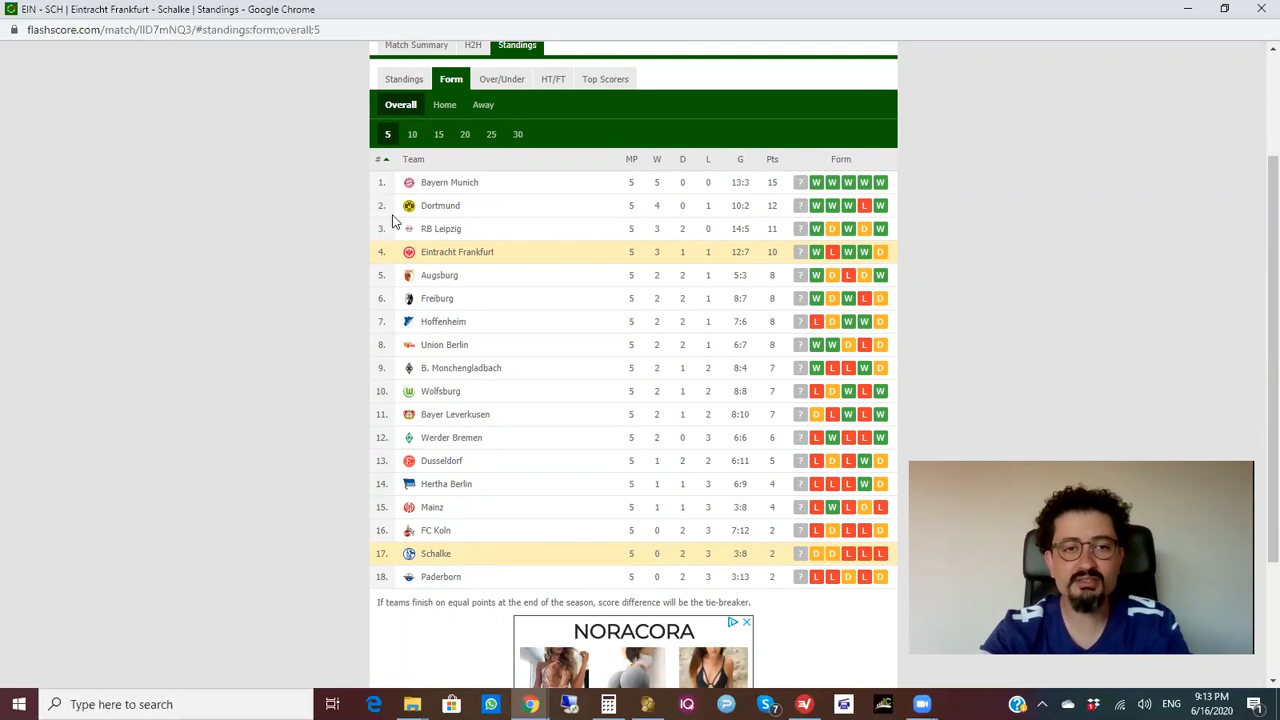 EIN - SCH | Eintracht Frankfurt - Schalke | Standings - Google Chrome
flashscore.com/match/IlD7mNQ3/#standings;form;overall;5
Match Summary H2H Standings
Standings Form Over/Under HT/FT Top Scorers
Overall Home Away
5 10 15 20 25 30
# Team MP W D L G Pts Form
1. Bayern Munich 5 5 0 0 13:3 15 ? W W W W W
2. Dortmund 5 4 0 1 10:2 12 ? W W W L W
3. RB Leipzig 5 3 2 0 14:5 11 ? W D W D W
4. Eintracht Frankfurt 5 3 1 1 12:7 10 ? W L W W D
5. Augsburg 5 2 2 1 5:3 8 ? W D L D W
6. Freiburg 5 2 2 1 8:7 8 ? W D W L D
7. Hoffenheim 5 2 2 1 7:6 8 ? L D W W D
8. Union Berlin 5 2 2 1 6:7 8 ? W W D L D
9. B. Monchengladbach 5 2 1 2 8:4 7 ? W L L W D
10. Wolfsburg 5 2 1 2 8:8 7 ? L D W L W
11. Bayer Leverkusen 5 2 1 2 8:10 7 ? D L W L W
12. Werder Bremen 5 2 0 3 6:6 6 ? L W L L W
13. Dusseldorf 5 1 2 2 6:11 5 ? L D L W D
14. Hertha Berlin 5 1 1 3 6:9 4 ? L L L W D
15. Mainz 5 1 1 3 3:8 4 ? L W L D L
16. FC Koln 5 0 2 3 7:12 2 ? L D L L D
17. Schalke 5 0 2 3 3:8 2 ? D D L L L
18. Paderborn 5 0 2 3 3:13 2 ? L L D L D
If teams finish on equal points at the end of the season, score difference will be the tie-breaker.
NORACORA
Type here to search
7
ENG
9:13 PM
6/16/2020